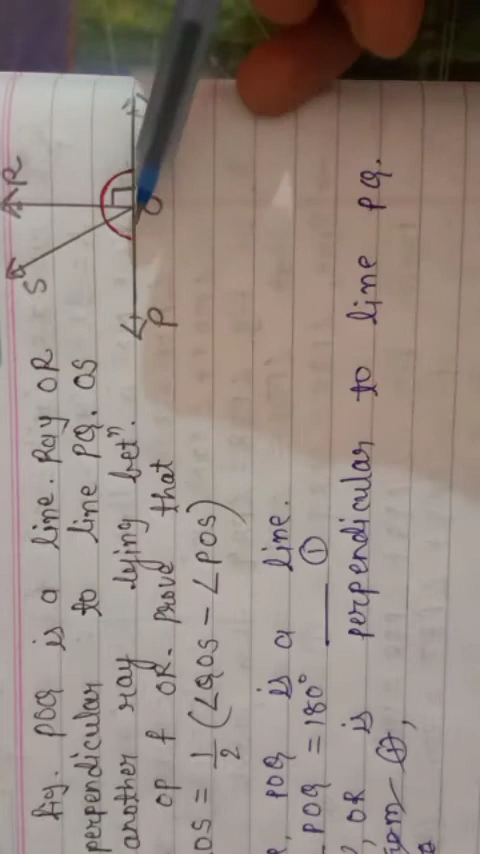 fig. POQ is a line. Ray OR
perpendicular to line PQ. OS
another ray lying betⁿ.
OP & OR. prove that
OS = 1/2 (∠QOS - ∠POS)
R
S
O
P
POQ is a line.
POQ = 180° ——— ①
OR is perpendicular to line PQ.